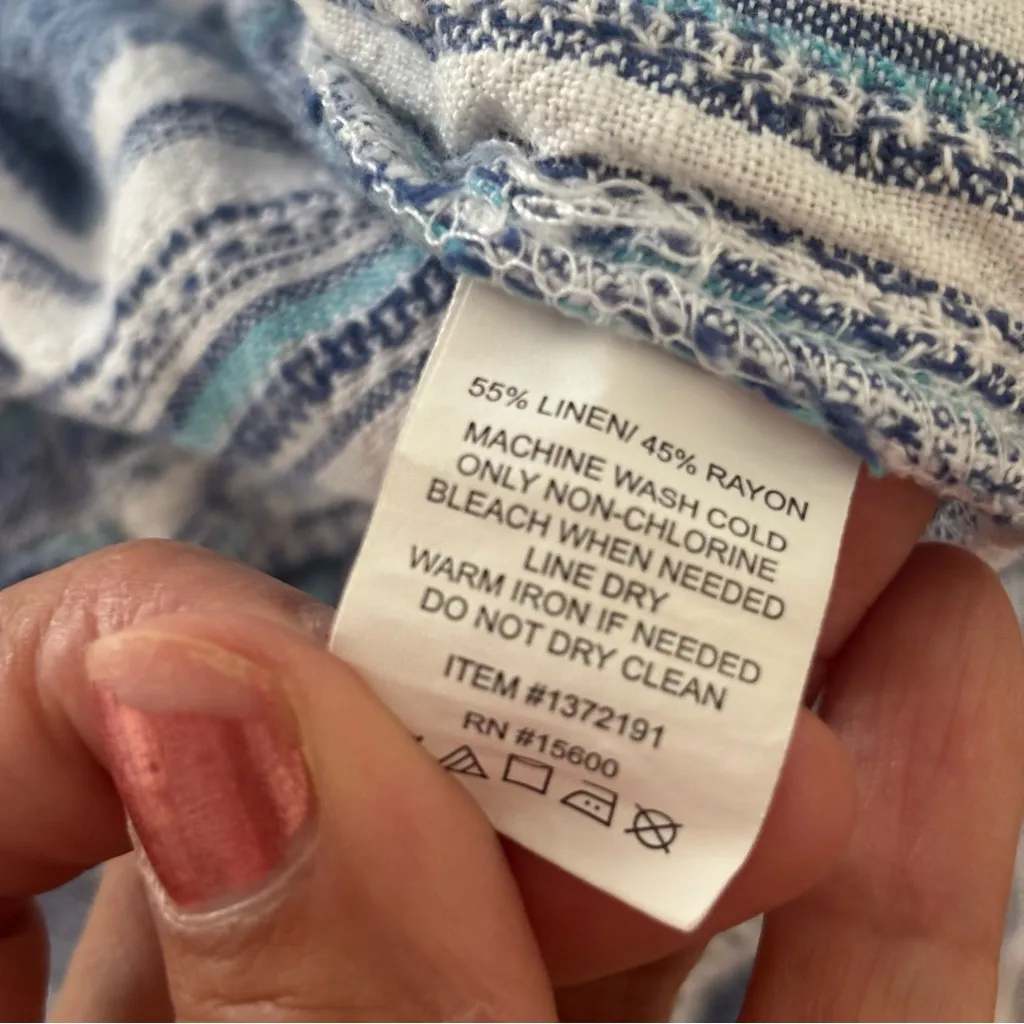 55% LINEN/ 45% RAYON
MACHINE WASH COLD
ONLY NON-CHLORINE
BLEACH WHEN NEEDED
LINE DRY
WARM IRON IF NEEDED
DO NOT DRY CLEAN
ITEM #1372191
RN #15600